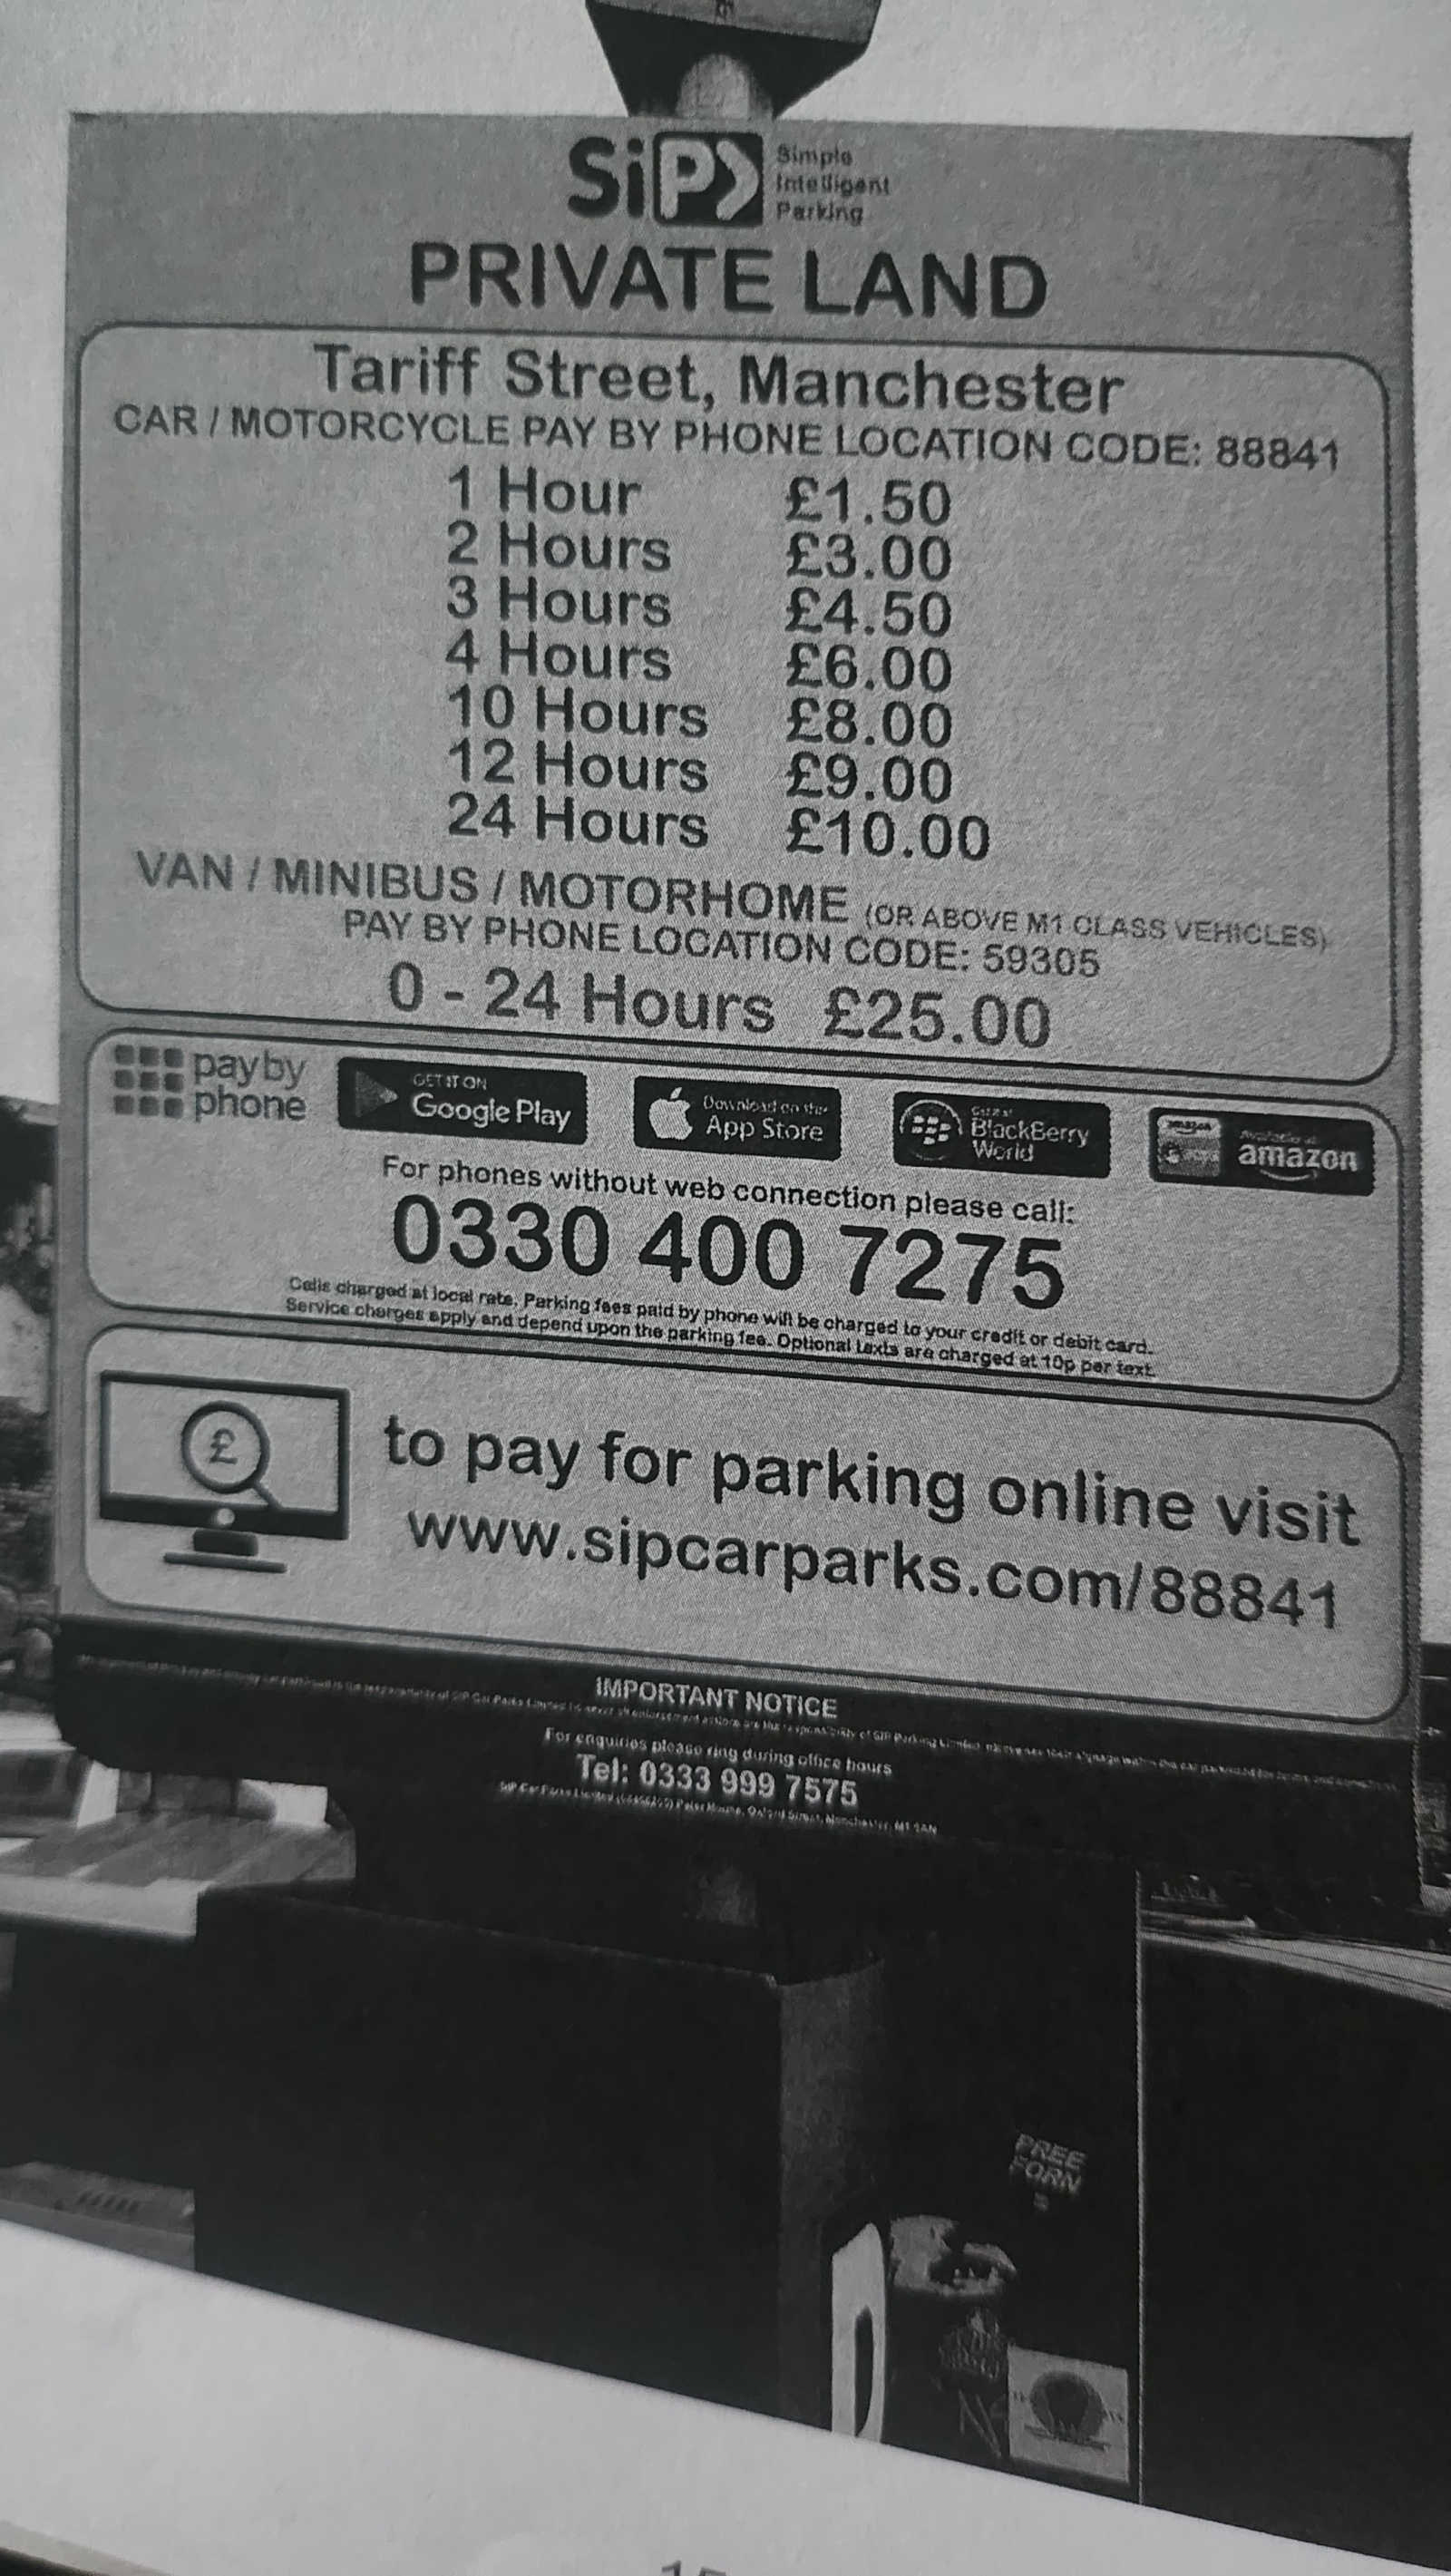 SiP
Simple
Intelligent
Parking
PRIVATE LAND
Tariff Street, Manchester
CAR / MOTORCYCLE PAY BY PHONE LOCATION CODE: 88841
1 Hour £1.50
2 Hours £3.00
3 Hours £4.50
4 Hours £6.00
10 Hours £8.00
12 Hours £9.00
24 Hours £10.00
VAN / MINIBUS / MOTORHOME (OR ABOVE M1 CLASS VEHICLES)
PAY BY PHONE LOCATION CODE: 59305
0 - 24 Hours £25.00
pay by
phone
GET IT ON
Google Play
Download on the
App Store
BlackBerry
World
amazon
For phones without web connection please call:
0330 400 7275
Calls charged at local rate. Parking fees paid by phone will be charged to your credit or debit card.
Service charges apply and depend upon the parking fee. Optional texts are charged at 10p per text.
£
to pay for parking online visit
www.sipcarparks.com/88841
IMPORTANT NOTICE
For enquiries please ring during office hours
Tel: 0333 999 7575